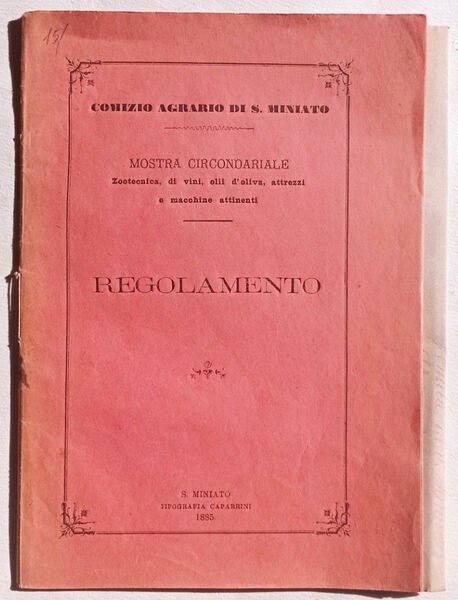 15/
COMIZIO AGRARIO DI S. MINIATO
MOSTRA CIRCONDARIALE
Zootecnica, di vini, olii d'oliva, attrezzi
e macchine attinenti
REGOLAMENTO
S. MINIATO
TIPOGRAFIA CAPARRINI
1885